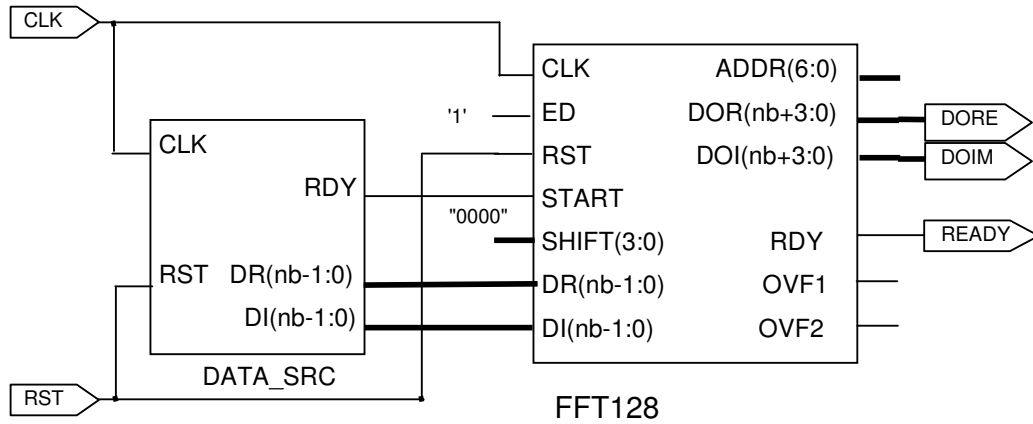 CLK
CLK
ADDR(6:0)
'1'
ED
DOR(nb+3:0)
DORE
CLK
RST
DOI(nb+3:0)
DOIM
RDY
START
"0000"
SHIFT(3:0)
RDY
READY
RST
DR(nb-1:0)
DR(nb-1:0)
OVF1
DI(nb-1:0)
DI(nb-1:0)
OVF2
DATA_SRC
RST
FFT128